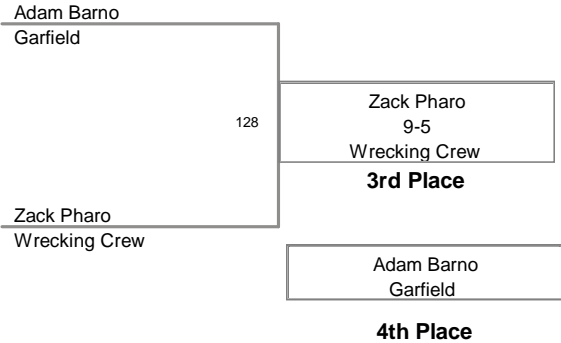 Adam Barno
Garfield
128
Zack Pharo
9-5
Wrecking Crew
3rd Place
Zack Pharo
Wrecking Crew
Adam Barno
Garfield
4th Place